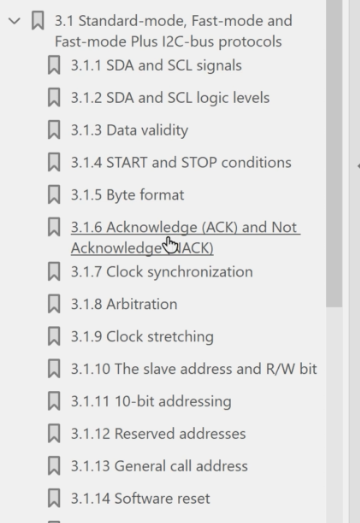 3.1 Standard-mode, Fast-mode and
Fast-mode Plus I2C-bus protocols
3.1.1 SDA and SCL signals
3.1.2 SDA and SCL logic levels
3.1.3 Data validity
3.1.4 START and STOP conditions
3.1.5 Byte format
3.1.6 Acknowledge (ACK) and Not
Acknowledge (NACK)
3.1.7 Clock synchronization
3.1.8 Arbitration
3.1.9 Clock stretching
3.1.10 The slave address and R/W bit
3.1.11 10-bit addressing
3.1.12 Reserved addresses
3.1.13 General call address
3.1.14 Software reset